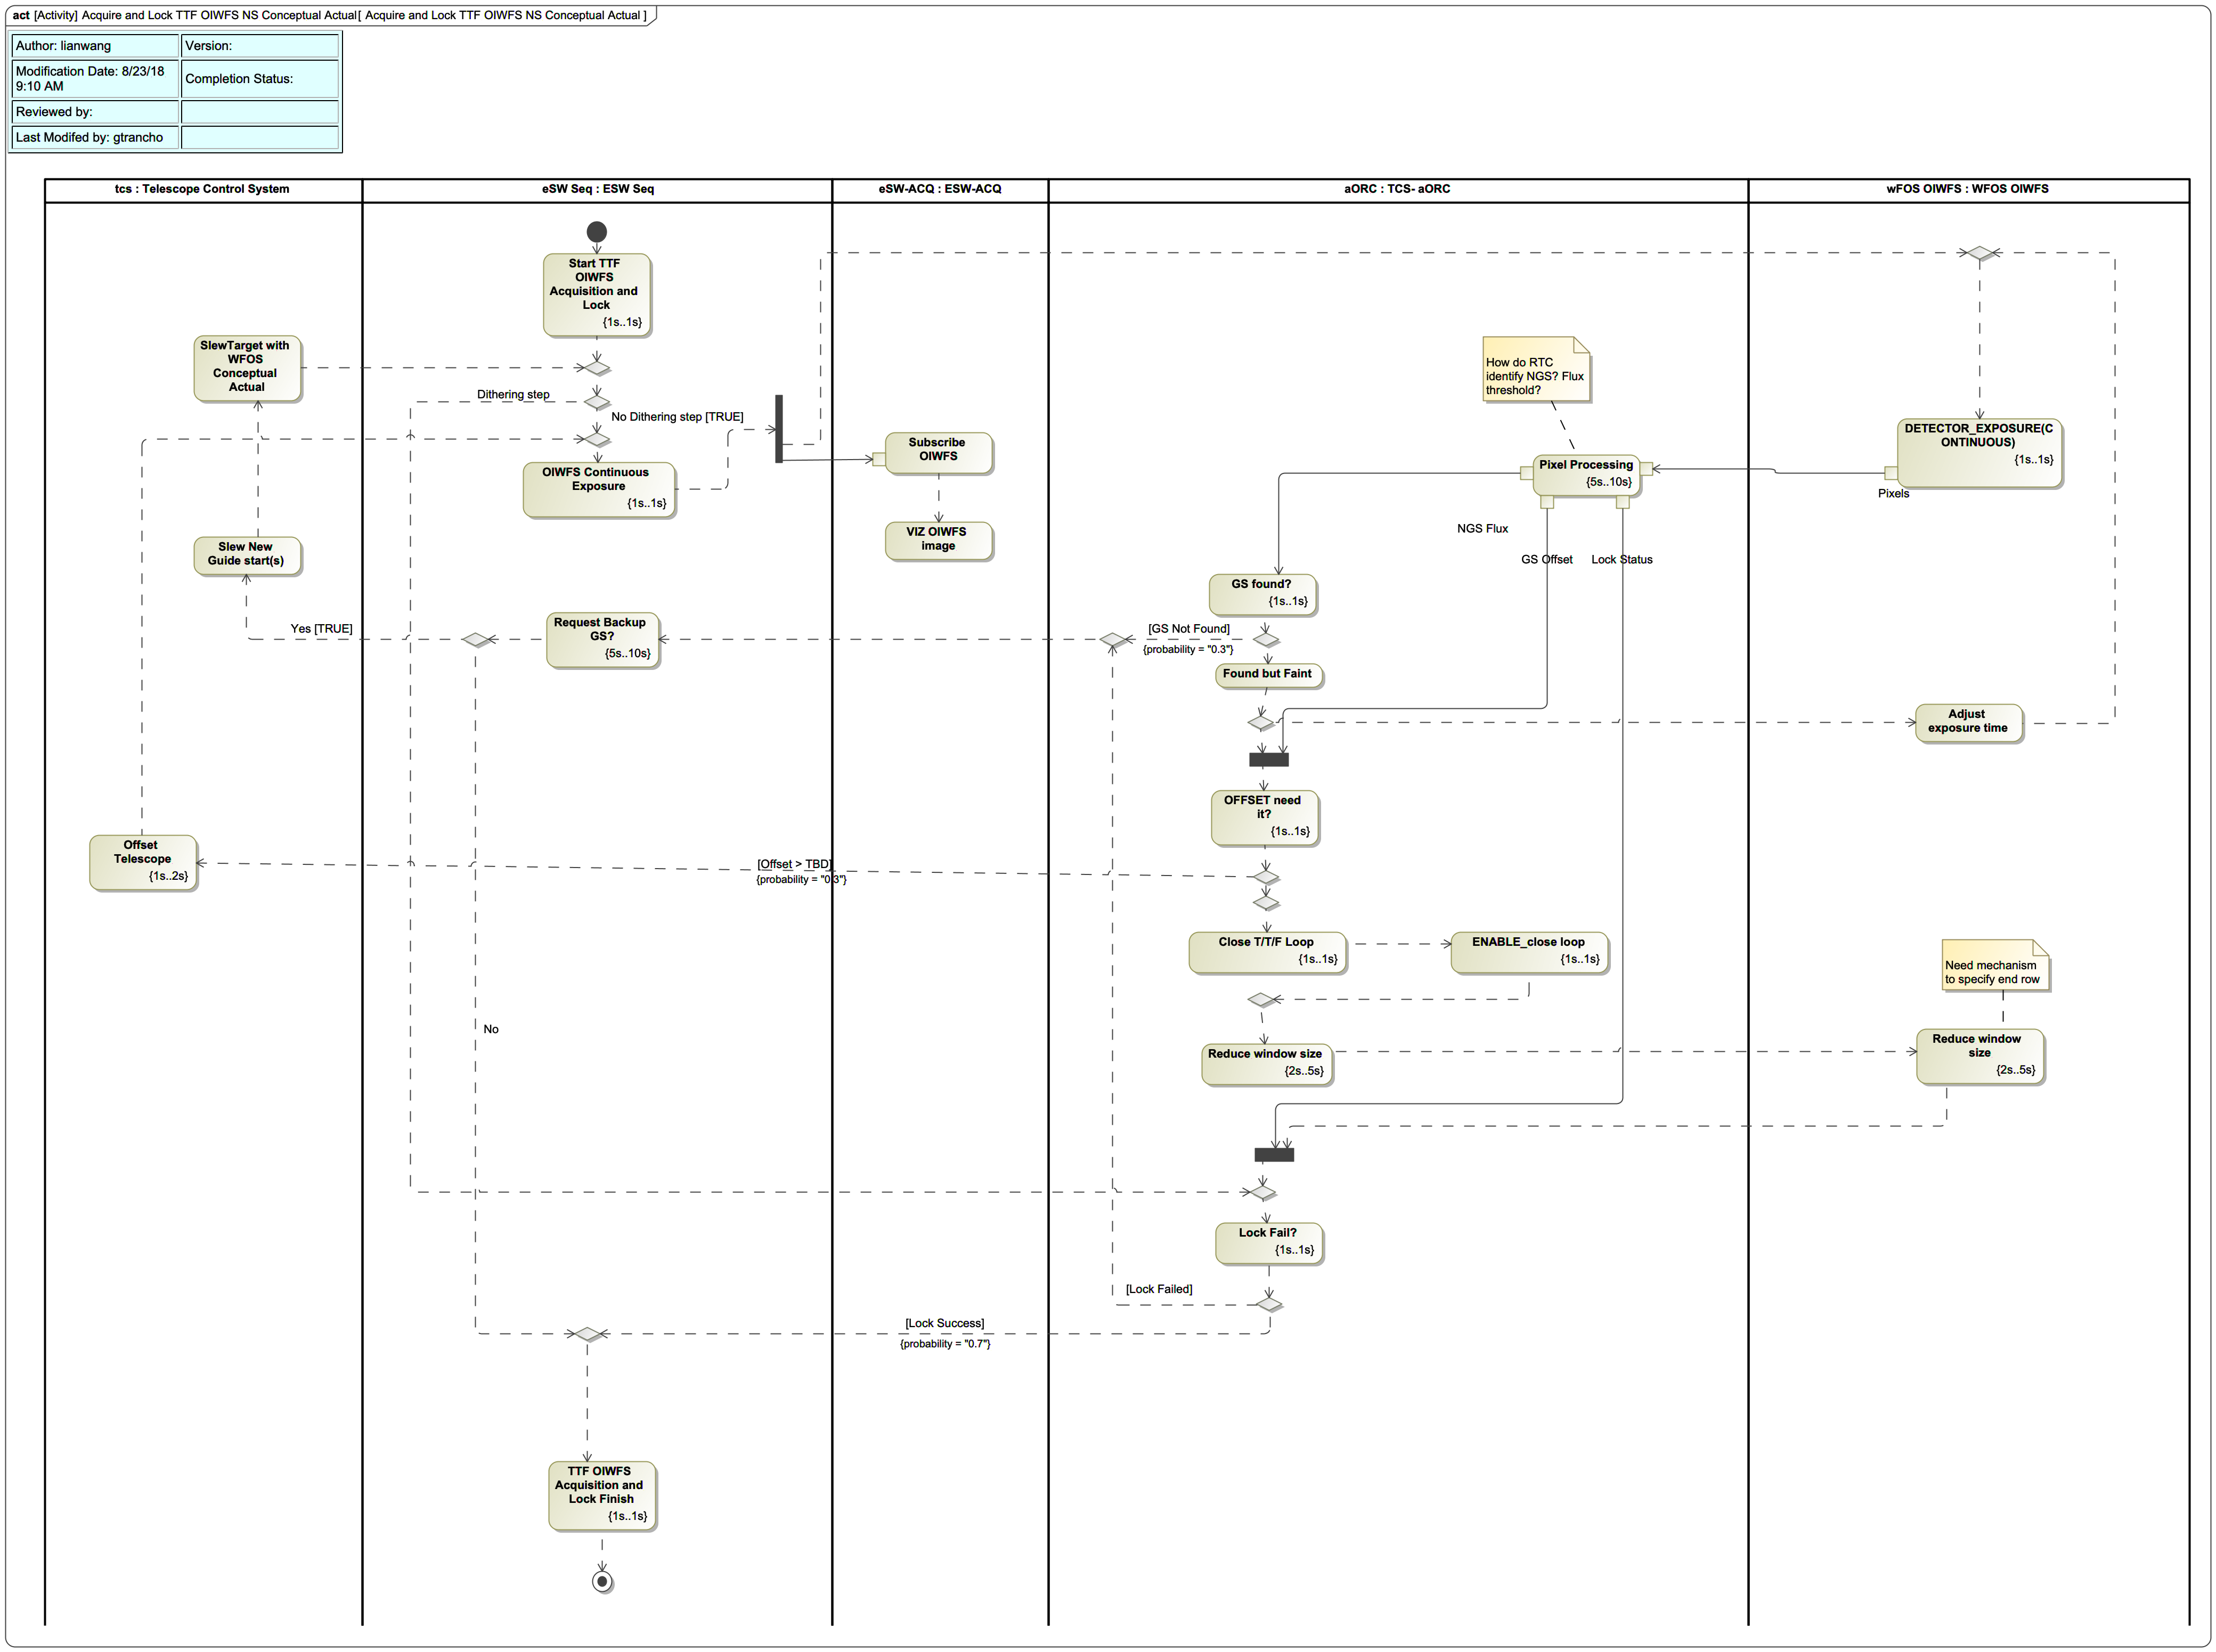 act [Activity] Acquire and Lock TTF OIWFS NS Conceptual Actual[ Acquire and Lock TTF OIWFS NS Conceptual Actual ]
Author: lianwang
Version:
Modification Date: 8/23/18
9:10 AM
Completion Status:
Reviewed by:
Last Modifed by: gtrancho
tcs : Telescope Control System
eSW Seq : ESW Seq
eSW-ACQ : ESW-ACQ
aORC : TCS- aORC
wFOS OIWFS : WFOS OIWFS
Start TTF
OIWFS
Acquisition and
Lock
{1s..1s}
SlewTarget with
WFOS
Conceptual
Actual
Dithering step
No Dithering step [TRUE]
How do RTC
identify NGS? Flux
threshold?
DETECTOR_EXPOSURE(C
ONTINUOUS)
{1s..1s}
Subscribe
OIWFS
OIWFS Continuous
Exposure
{1s..1s}
Pixel Processing
{5s..10s}
Pixels
VIZ OIWFS
image
NGS Flux
GS Offset
Lock Status
Slew New
Guide start(s)
GS found?
{1s..1s}
Yes [TRUE]
Request Backup
GS?
{5s..10s}
[GS Not Found]
{probability = "0.3"}
Found but Faint
Adjust
exposure time
OFFSET need
it?
{1s..1s}
Offset
Telescope
{1s..2s}
[Offset > TBD]
{probability = "0.3"}
Close T/T/F Loop
{1s..1s}
ENABLE_close loop
{1s..1s}
Need mechanism
to specify end row
No
Reduce window size
{2s..5s}
Reduce window
size
{2s..5s}
Lock Fail?
{1s..1s}
[Lock Failed]
[Lock Success]
{probability = "0.7"}
TTF OIWFS
Acquisition and
Lock Finish
{1s..1s}